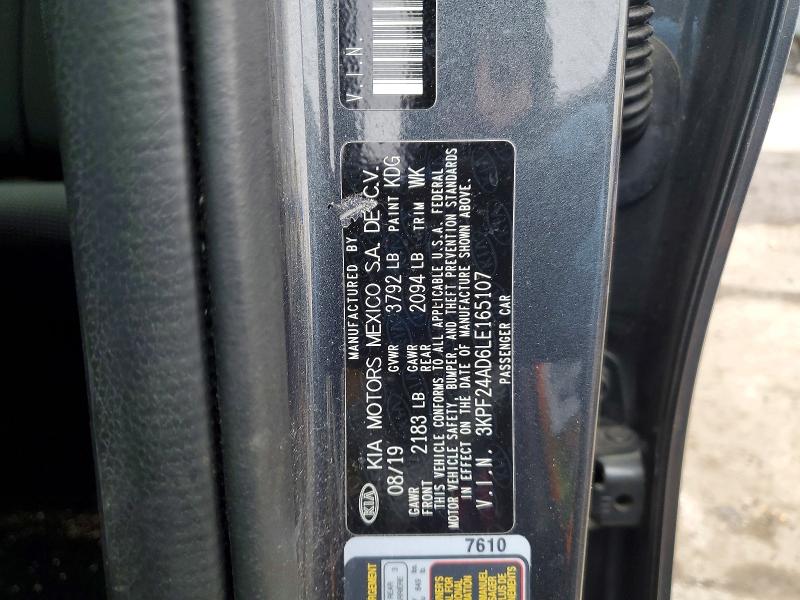 V.I.N.
MANUFACTURED BY
KIA KIA MOTORS MEXICO S.A. DE C.V.
08/19 GVWR 3792 LB PAINT KDG
GAWR FRONT 2183 LB GAWR REAR 2094 LB TRIM WK
THIS VEHICLE CONFORMS TO ALL APPLICABLE U.S.A. FEDERAL
MOTOR VEHICLE SAFETY, BUMPER, AND THEFT PREVENTION STANDARDS
IN EFFECT ON THE DATE OF MANUFACTURE SHOWN ABOVE.
V.I.N. 3KPF24AD6LE165107
PASSENGER CAR
7610